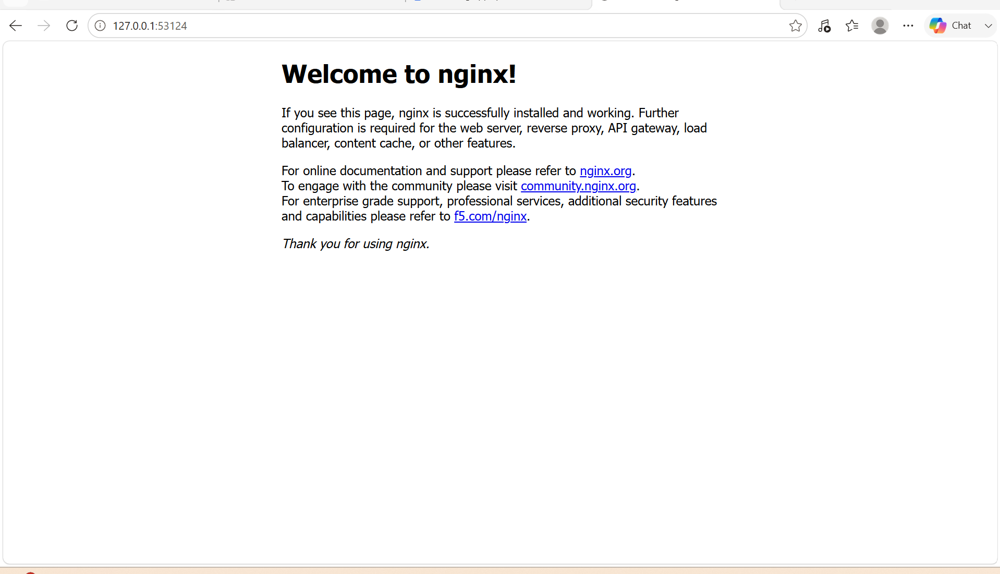 127.0.0.1:53124
Chat
Welcome to nginx!
If you see this page, nginx is successfully installed and working. Further
configuration is required for the web server, reverse proxy, API gateway, load
balancer, content cache, or other features.
For online documentation and support please refer to nginx.org.
To engage with the community please visit community.nginx.org.
For enterprise grade support, professional services, additional security features
and capabilities please refer to f5.com/nginx.
Thank you for using nginx.